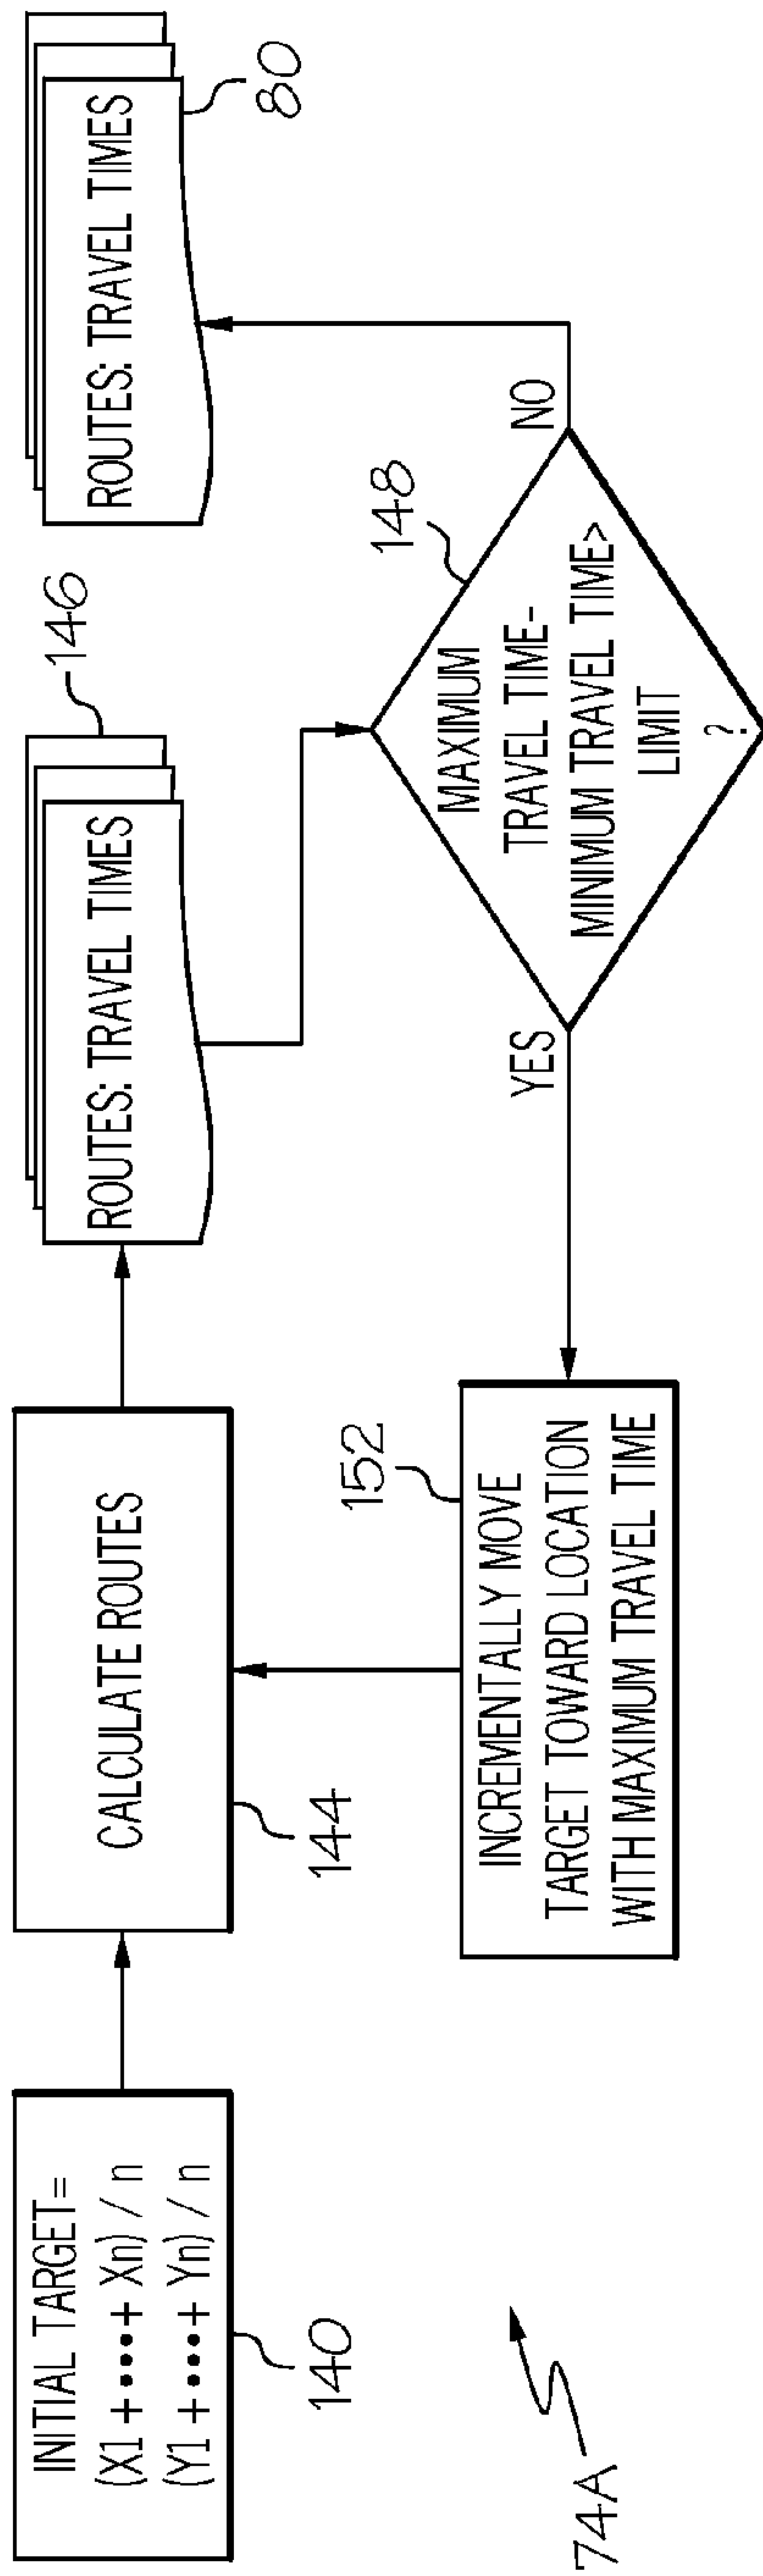 INITIAL TARGET=
(X1 + ••• + Xn) / n
(Y1 + ••• + Yn) / n
140
CALCULATE ROUTES
144
ROUTES: TRAVEL TIMES
146
ROUTES: TRAVEL TIMES
80
INCREMENTALLY MOVE
TARGET TOWARD LOCATION
WITH MAXIMUM TRAVEL TIME
152
YES
MAXIMUM
TRAVEL TIME-
MINIMUM TRAVEL TIME>
LIMIT
?
148
NO
74A